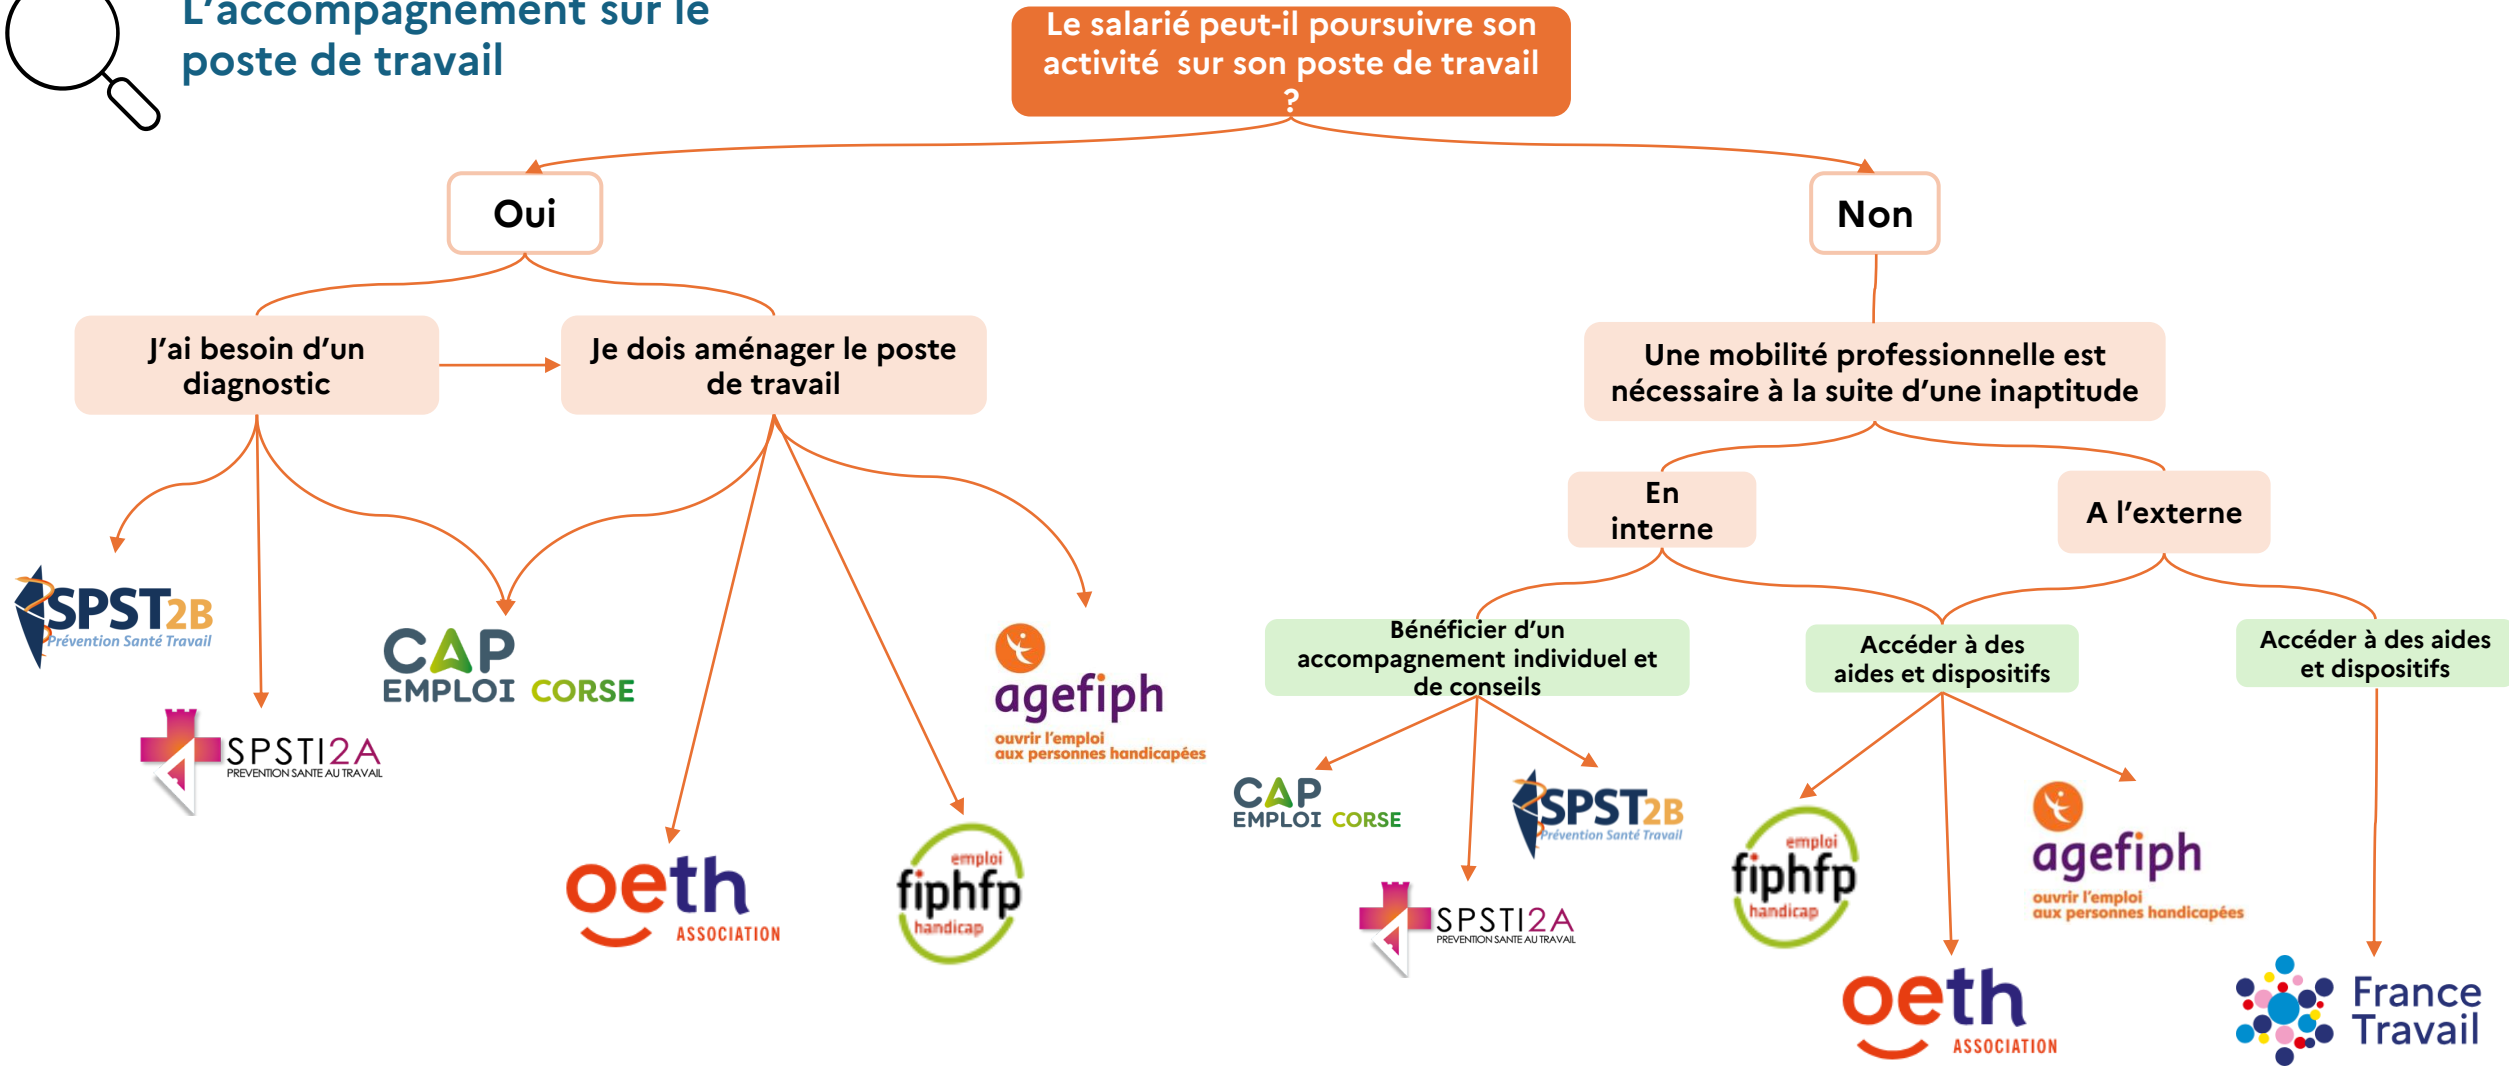 L'accompagnement sur le
poste de travail
Le salarié peut-il poursuivre son
activité sur son poste de travail
?
Oui
Non
J'ai besoin d'un
diagnostic
Je dois aménager le poste
de travail
Une mobilité professionnelle est
nécessaire à la suite d'une inaptitude
En
interne
A l'externe
Bénéficier d'un
accompagnement individuel et
de conseils
Accéder à des
aides et dispositifs
Accéder à des aides
et dispositifs
SPST2B
Prévention Santé Travail
CAP
EMPLOI CORSE
SPSTI2A
PREVENTION SANTE AU TRAVAIL
agefiph
ouvrir l'emploi
aux personnes handicapées
oeth
ASSOCIATION
emploi
fiphfp
handicap
CAP
EMPLOI CORSE
SPST2B
Prévention Santé Travail
SPSTI2A
PREVENTION SANTE AU TRAVAIL
emploi
fiphfp
handicap
agefiph
ouvrir l'emploi
aux personnes handicapées
oeth
ASSOCIATION
France
Travail